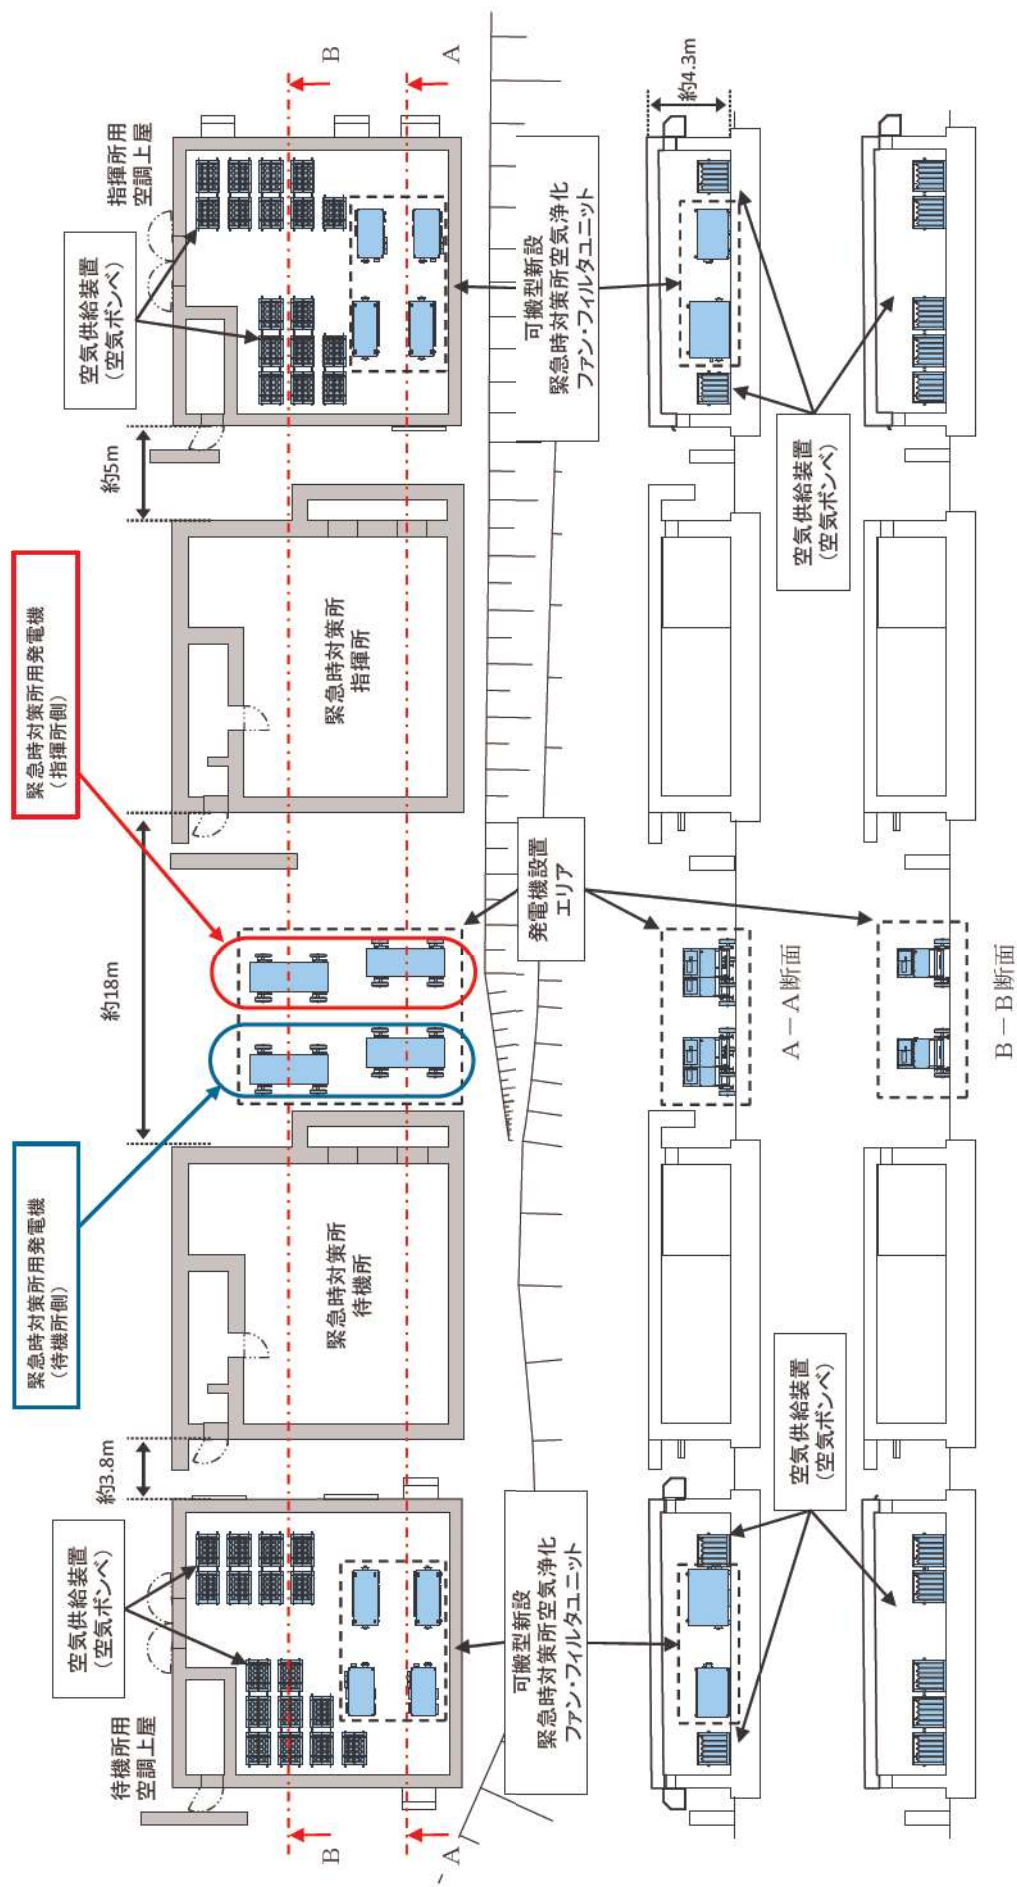 緊急時対策所用発電機
(待機所側)
緊急時対策所用発電機
(指揮所側)
約3.8m
約18m
約5m
待機所用
空調上屋
空気供給装置
(空気ボンベ)
空気供給装置
(空気ボンベ)
指揮所用
空調上屋
B
B
緊急時対策所
待機所
緊急時対策所
指揮所
A
A
可搬型新設
緊急時対策所空気浄化
ファン・フィルタユニット
発電機設置
エリア
可搬型新設
緊急時対策所空気浄化
ファン・フィルタユニット
約4.3m
A-A断面
空気供給装置
(空気ボンベ)
空気供給装置
(空気ボンベ)
B-B断面